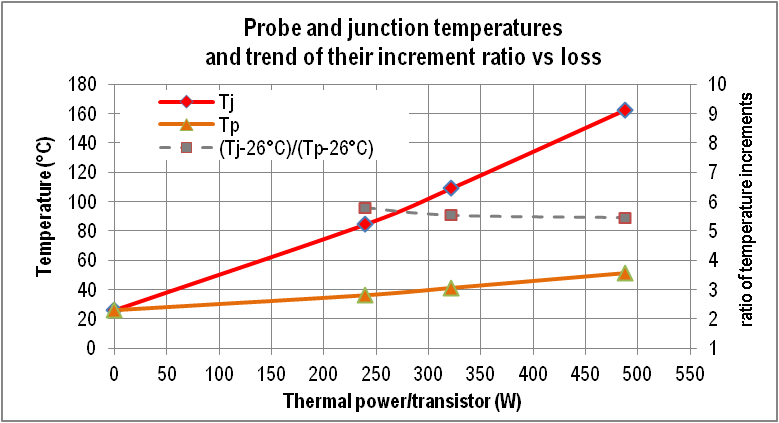 Probe and junction temperatures
and trend of their increment ratio vs loss
180
160
140
120
100
80
60
40
20
0
Temperature (°C)
Tj
Tp
(Tj-26°C)/(Tp-26°C)
10
9
8
7
6
5
4
3
2
1
ratio of temperature increments
0 50 100 150 200 250 300 350 400 450 500 550
Thermal power/transistor (W)